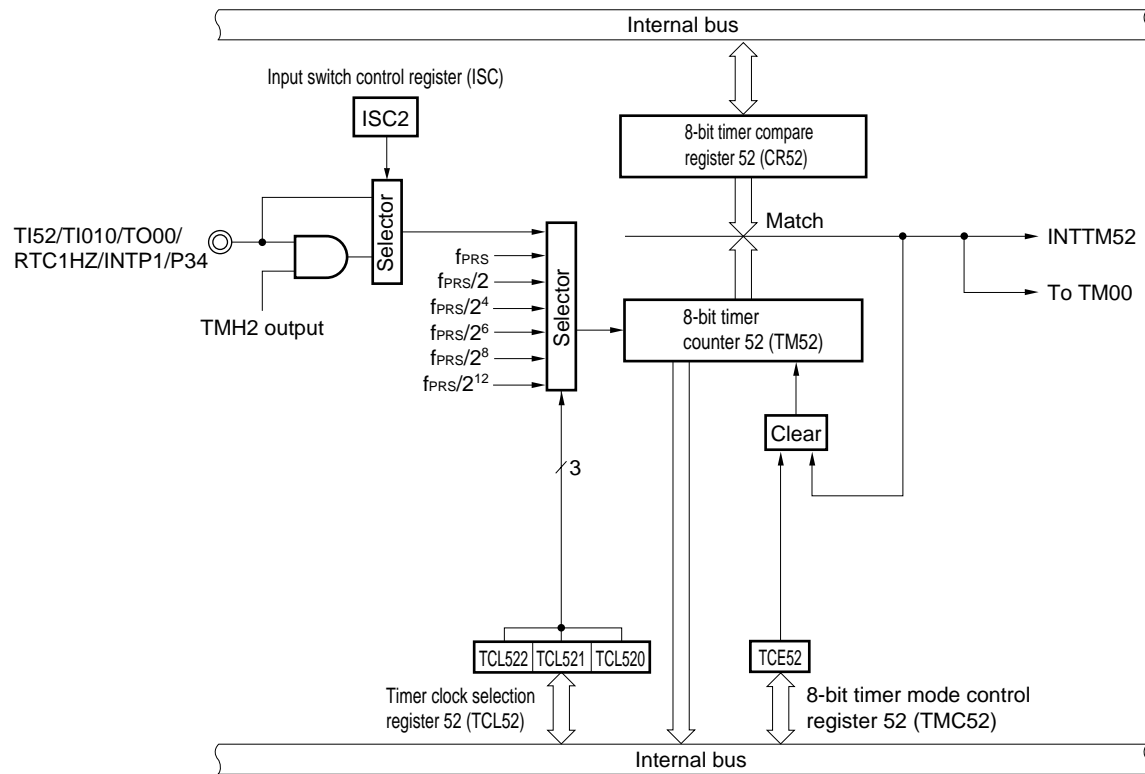 Internal bus
Input switch control register (ISC)
ISC2
8-bit timer compare
register 52 (CR52)
Selector
Match
TI52/TI010/TO00/
RTC1HZ/INTP1/P34
INTTM52
fPRS
fPRS/2
fPRS/2⁴
fPRS/2⁶
fPRS/2⁸
fPRS/2¹²
Selector
To TM00
TMH2 output
8-bit timer
counter 52 (TM52)
Clear
3
TCL522 TCL521 TCL520
TCE52
Timer clock selection
register 52 (TCL52)
8-bit timer mode control
register 52 (TMC52)
Internal bus